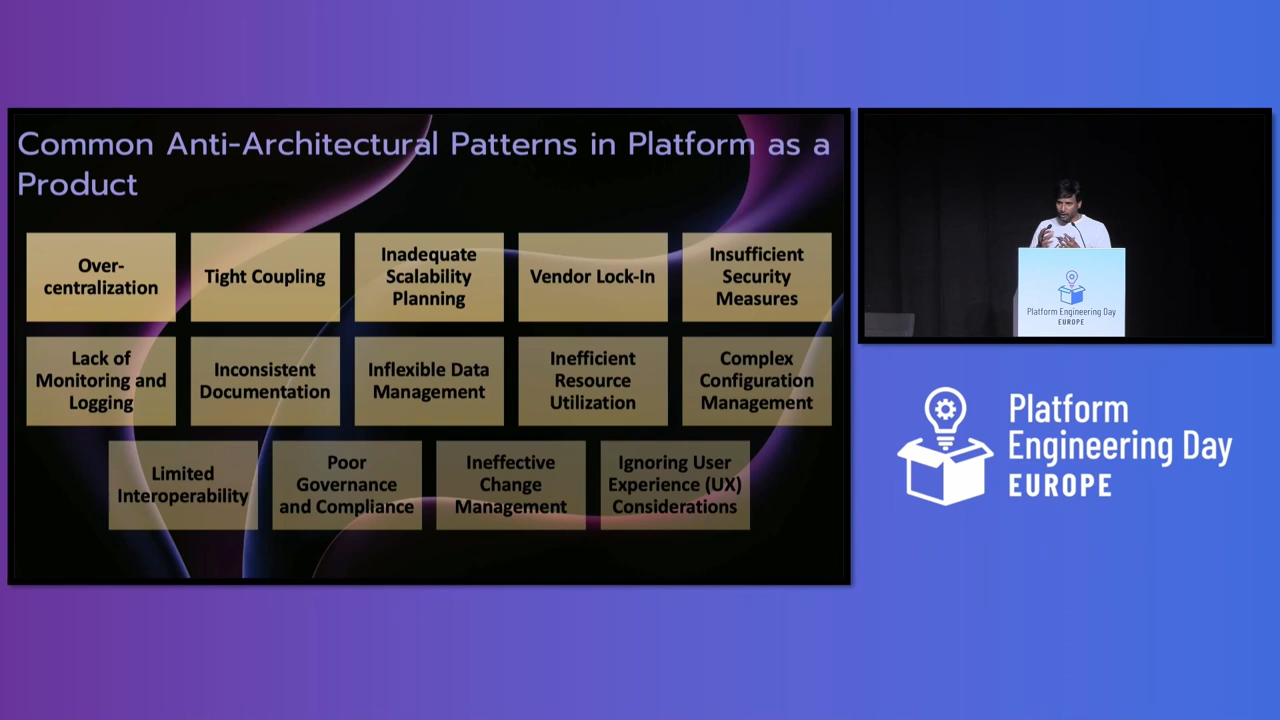 Common Anti-Architectural Patterns in Platform as a
Product
Over-
centralization
Tight Coupling
Inadequate
Scalability
Planning
Vendor Lock-In
Insufficient
Security
Measures
Lack of
Monitoring and
Logging
Inconsistent
Documentation
Inflexible Data
Management
Inefficient
Resource
Utilization
Complex
Configuration
Management
Limited
Interoperability
Poor
Governance
and Compliance
Ineffective
Change
Management
Ignoring User
Experience (UX)
Considerations
Platform Engineering Day
EUROPE
Platform
Engineering Day
EUROPE